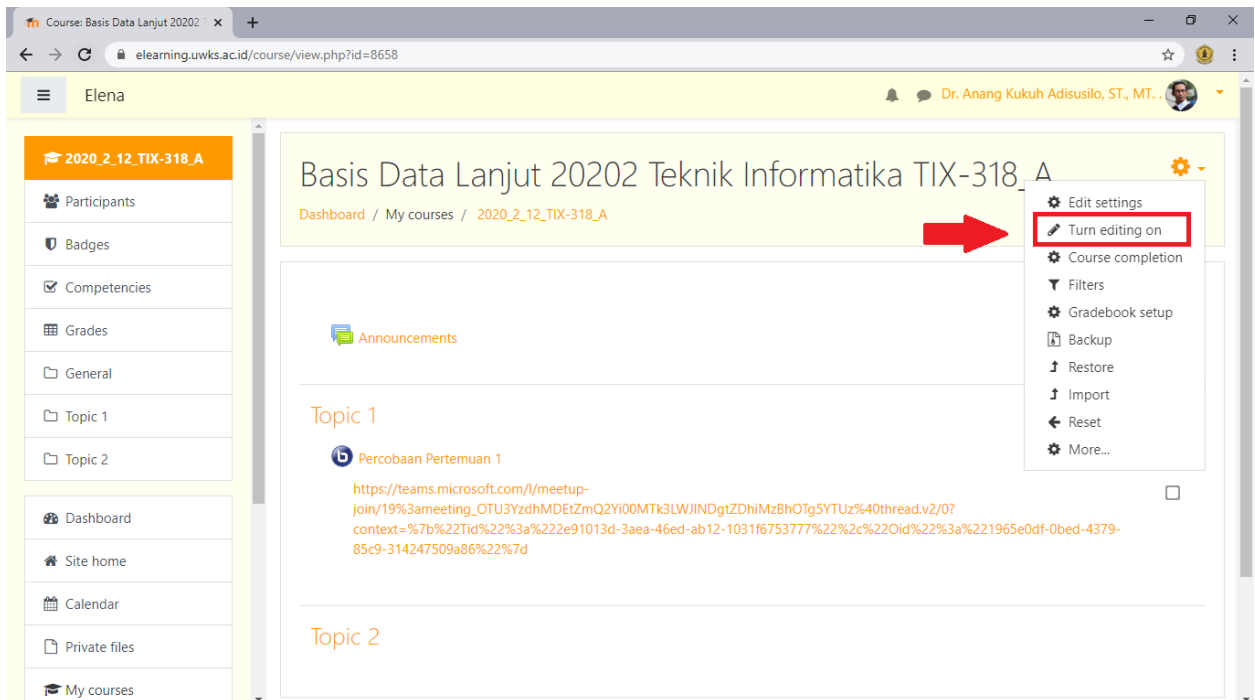 Course: Basis Data Lanjut 20202
elearning.uwks.ac.id/course/view.php?id=8658
Elena
Dr. Anang Kukuh Adisusilo, ST., MT. .
2020_2_12_TIX-318_A
Participants
Badges
Competencies
Grades
General
Topic 1
Topic 2
Dashboard
Site home
Calendar
Private files
My courses
Basis Data Lanjut 20202 Teknik Informatika TIX-318_A
Dashboard / My courses / 2020_2_12_TIX-318_A
Edit settings
Turn editing on
Course completion
Filters
Gradebook setup
Backup
Restore
Import
Reset
More...
Announcements
Topic 1
Percobaan Pertemuan 1
https://teams.microsoft.com/l/meetup-
join/19%3ameeting_OTU3YzdhMDEtZmQ2Yi00MTk3LWJlNDgtZDhiMzBhOTg5YTUz%40thread.v2/0?
context=%7b%22Tid%22%3a%222e91013d-3aea-46ed-ab12-1031f6753777%22%2c%22Oid%22%3a%221965e0df-0bed-4379-
85c9-314247509a86%22%7d
Topic 2